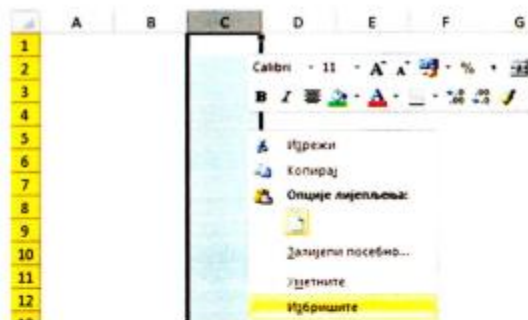 A B C D E F G
1
2
Calibri 11 A A %
3
B I A
4
5
Изрежи
6
Копирај
7
Опције лијепљења:
8
9
10
Залијепи посебно...
11
Уметните
12
Избришите